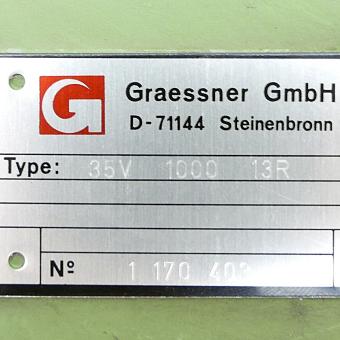 G
Graessner GmbH
D-71144 Steinenbronn
Type: 35V 1000 13R
Nº 1 170 403